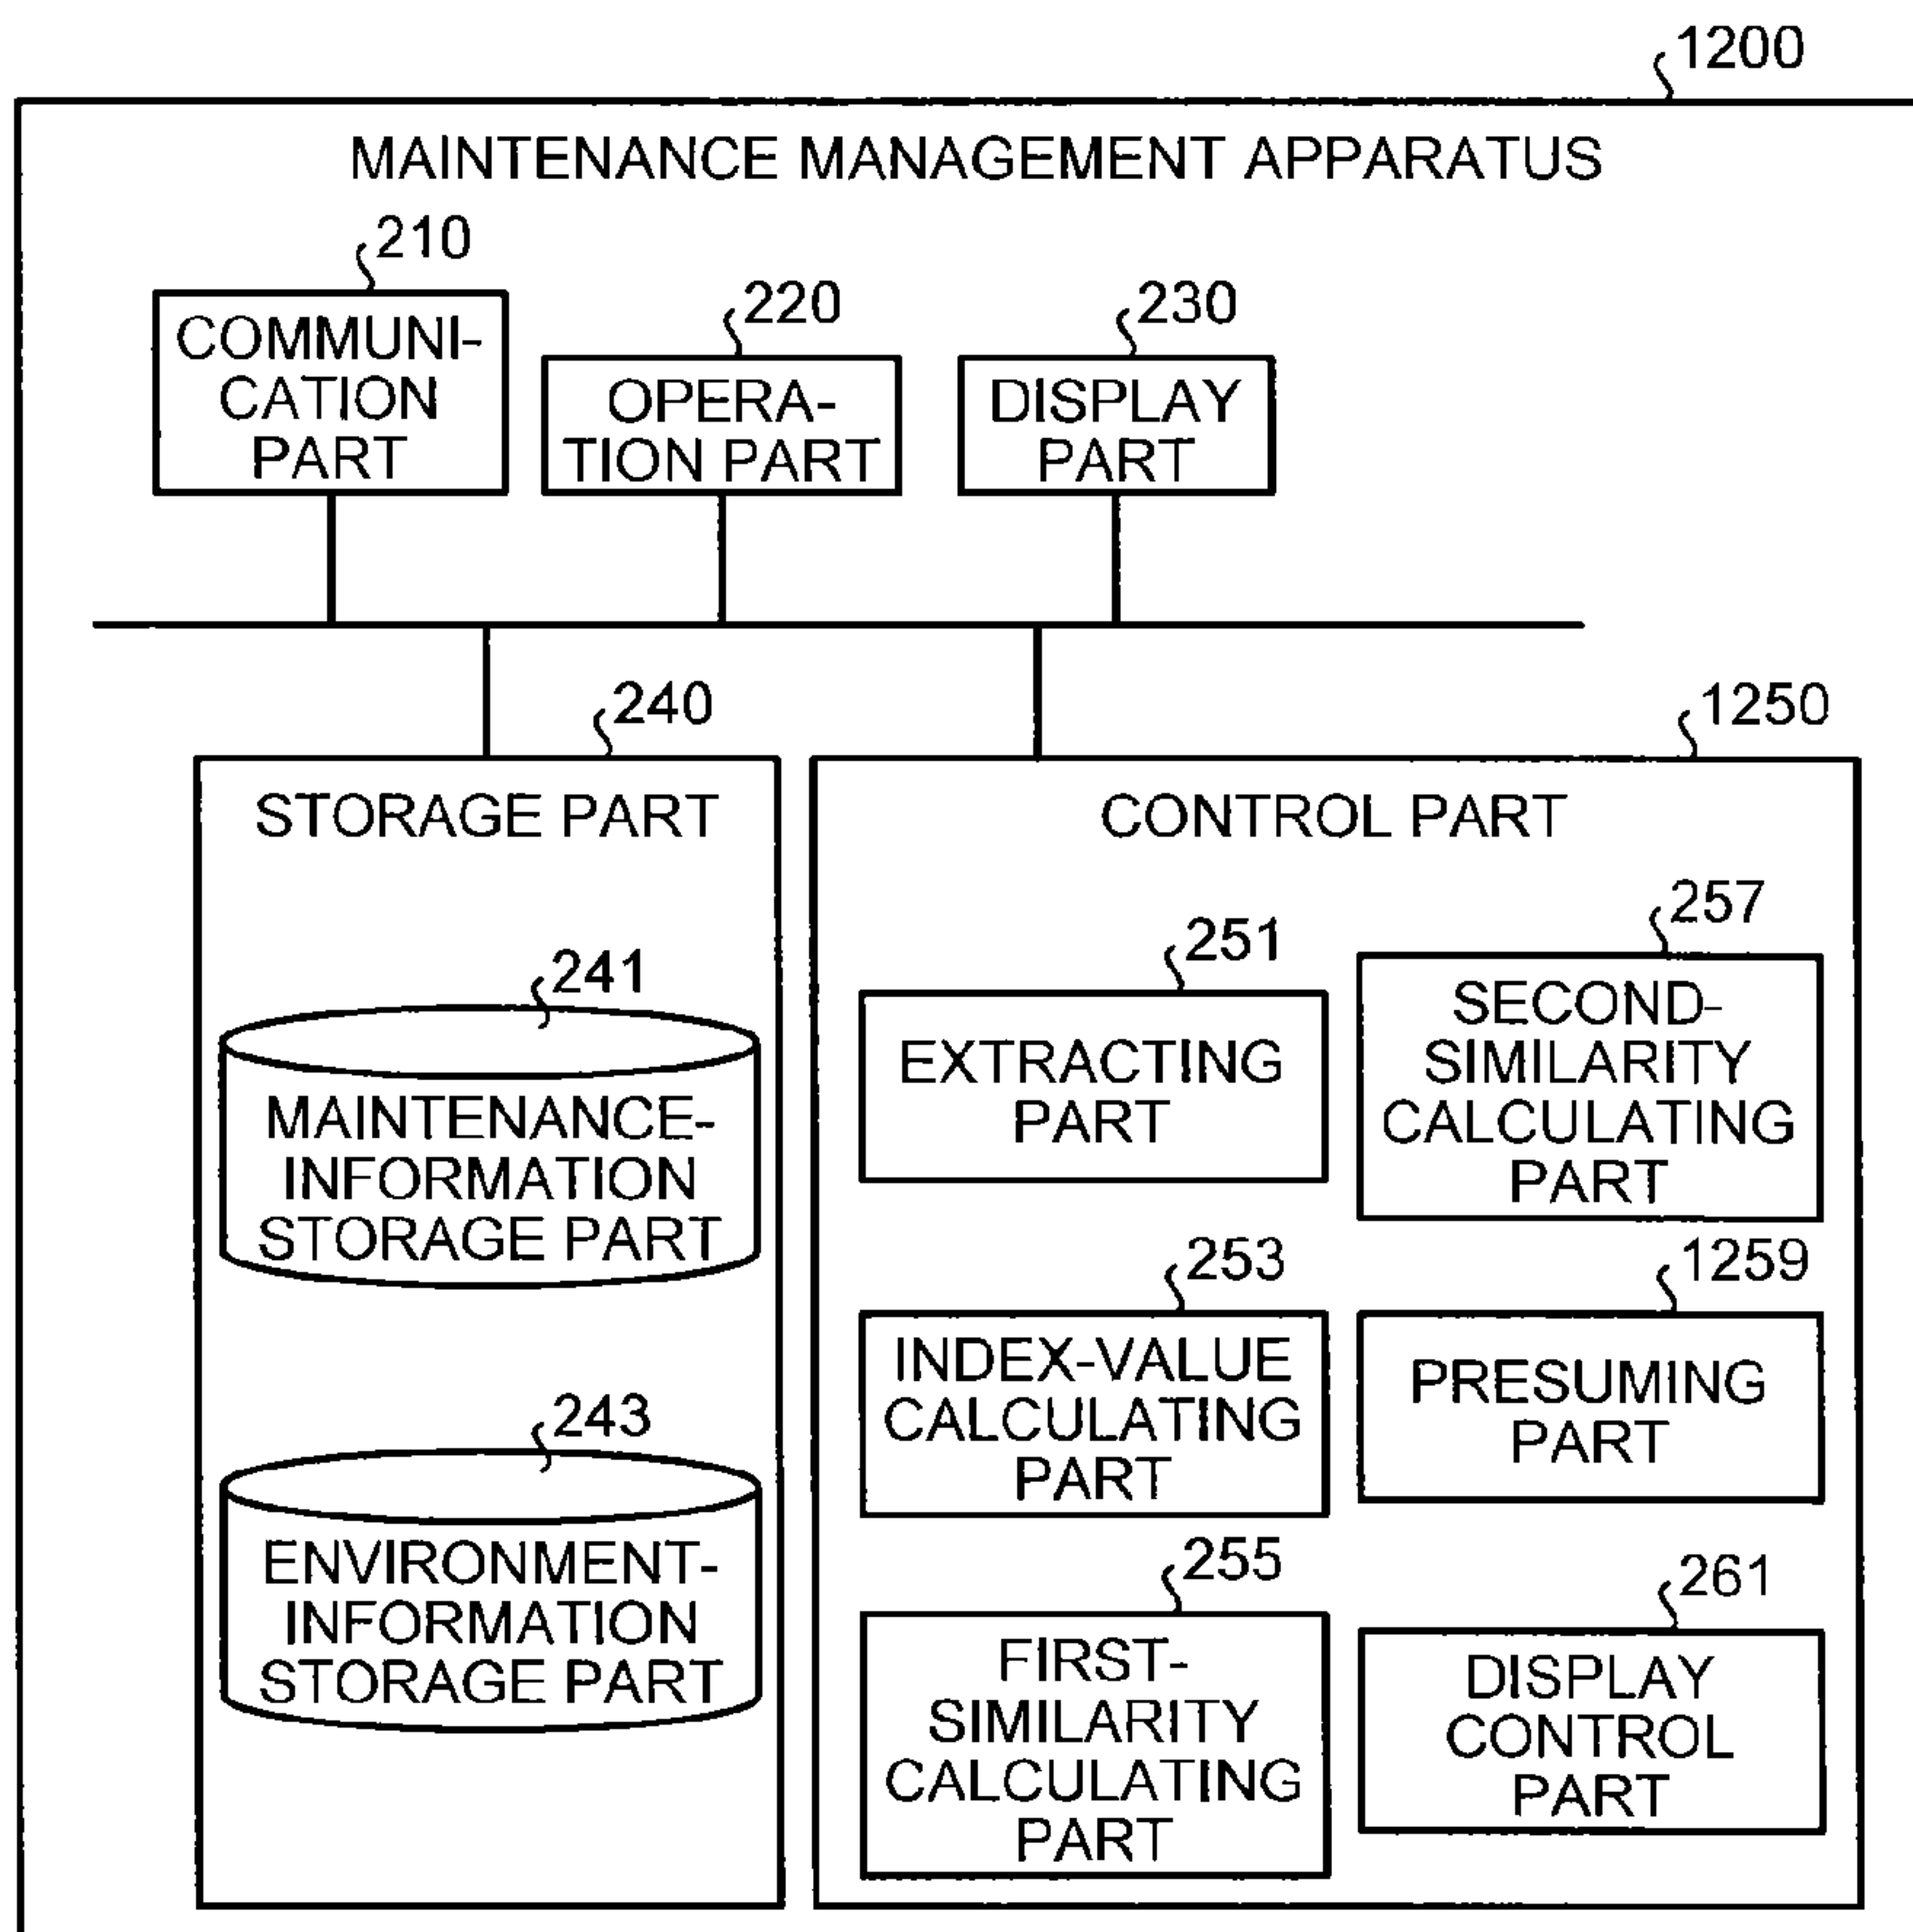 1200
MAINTENANCE MANAGEMENT APPARATUS
210
COMMUNI-
CATION
PART
220
OPERA-
TION PART
230
DISPLAY
PART
240
STORAGE PART
241
MAINTENANCE-
INFORMATION
STORAGE PART
243
ENVIRONMENT-
INFORMATION
STORAGE PART
1250
CONTROL PART
251
EXTRACTING
PART
257
SECOND-
SIMILARITY
CALCULATING
PART
253
INDEX-VALUE
CALCULATING
PART
1259
PRESUMING
PART
255
FIRST-
SIMILARITY
CALCULATING
PART
261
DISPLAY
CONTROL
PART